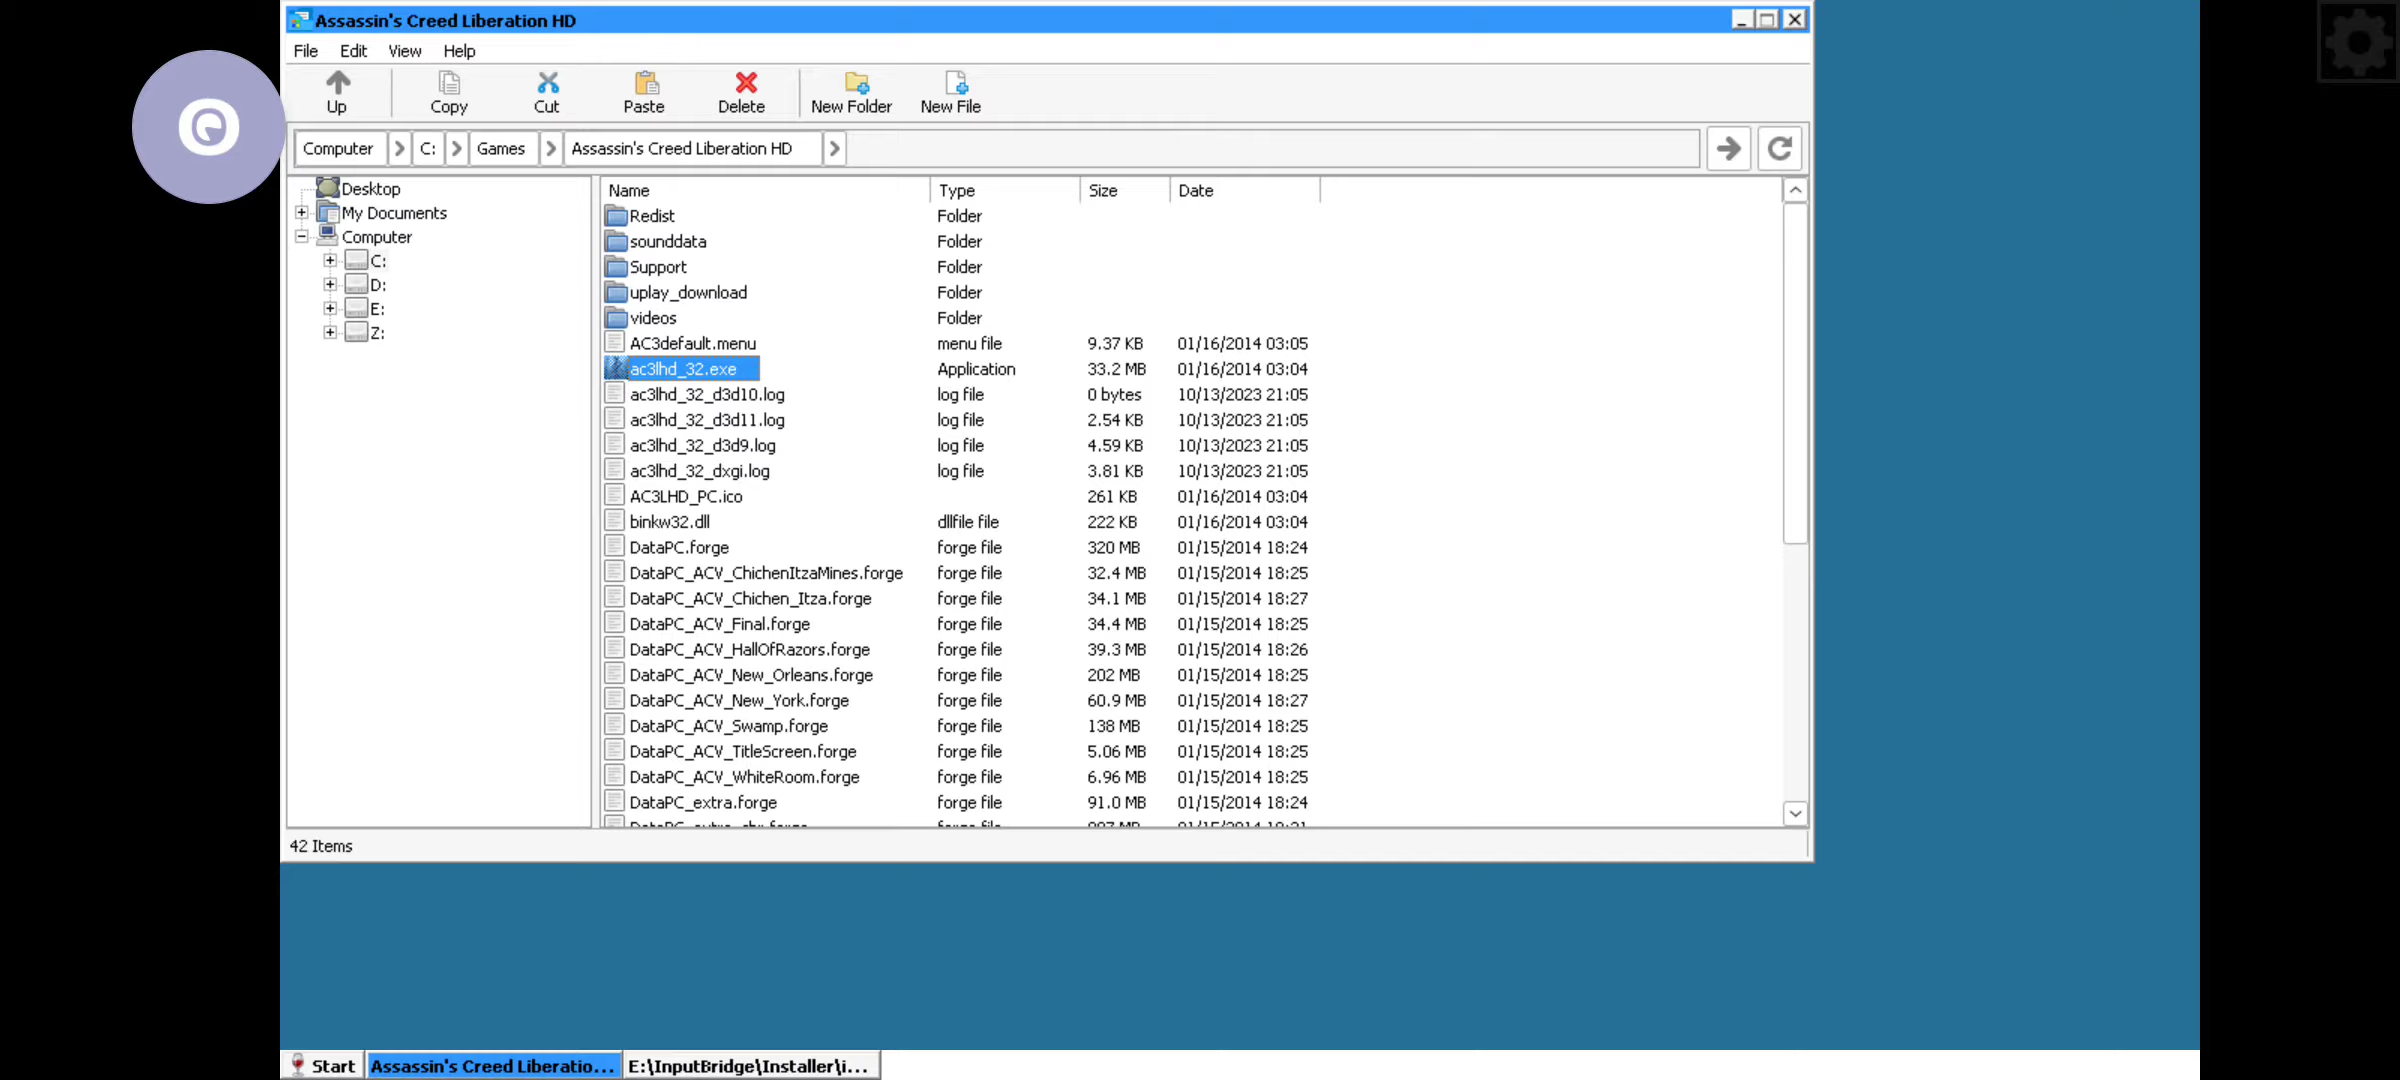 Assassin's Creed Liberation HD
File Edit View Help
Up Copy Cut Paste Delete New Folder New File
Computer C: Games Assassin's Creed Liberation HD
Desktop
My Documents
Computer
C:
D:
E:
Z:
Name Type Size Date
Redist Folder
sounddata Folder
Support Folder
uplay_download Folder
videos Folder
AC3default.menu menu file 9.37 KB 01/16/2014 03:05
ac3lhd_32.exe Application 33.2 MB 01/16/2014 03:04
ac3lhd_32_d3d10.log log file 0 bytes 10/13/2023 21:05
ac3lhd_32_d3d11.log log file 2.54 KB 10/13/2023 21:05
ac3lhd_32_d3d9.log log file 4.59 KB 10/13/2023 21:05
ac3lhd_32_dxgi.log log file 3.81 KB 10/13/2023 21:05
AC3LHD_PC.ico 261 KB 01/16/2014 03:04
binkw32.dll dllfile file 222 KB 01/16/2014 03:04
DataPC.forge forge file 320 MB 01/15/2014 18:24
DataPC_ACV_ChichenItzaMines.forge forge file 32.4 MB 01/15/2014 18:25
DataPC_ACV_Chichen_Itza.forge forge file 34.1 MB 01/15/2014 18:27
DataPC_ACV_Final.forge forge file 34.4 MB 01/15/2014 18:25
DataPC_ACV_HallOfRazors.forge forge file 39.3 MB 01/15/2014 18:26
DataPC_ACV_New_Orleans.forge forge file 202 MB 01/15/2014 18:25
DataPC_ACV_New_York.forge forge file 60.9 MB 01/15/2014 18:27
DataPC_ACV_Swamp.forge forge file 138 MB 01/15/2014 18:25
DataPC_ACV_TitleScreen.forge forge file 5.06 MB 01/15/2014 18:25
DataPC_ACV_WhiteRoom.forge forge file 6.96 MB 01/15/2014 18:25
DataPC_extra.forge forge file 91.0 MB 01/15/2014 18:24
42 Items
Start Assassin's Creed Liberatio... E:\InputBridge\Installer\i...